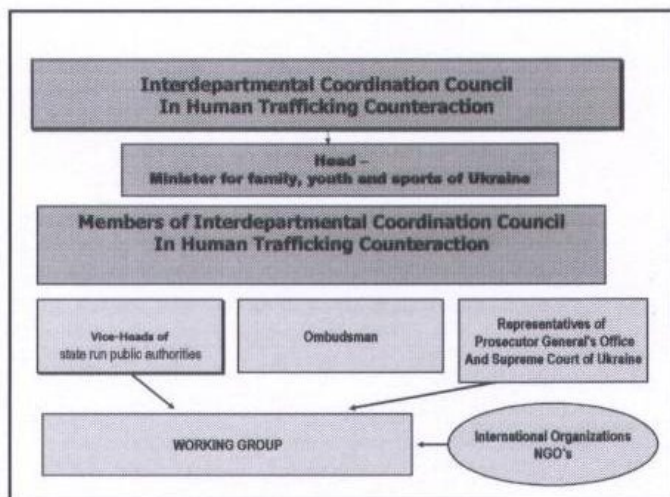 Interdepartmental Coordination Council
In Human Trafficking Counteraction
Head –
Minister for family, youth and sports of Ukraine
Members of Interdepartmental Coordination Council
In Human Trafficking Counteraction
Vice-Heads of
state run public authorities
Ombudsman
Representatives of
Prosecutor General's Office
And Supreme Court of Ukraine
WORKING GROUP
International Organizations
NGO's